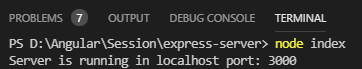 PROBLEMS 7 OUTPUT DEBUG CONSOLE TERMINAL
PS D:\Angular\Session\express-server> node index
Server is running in localhost port: 3000